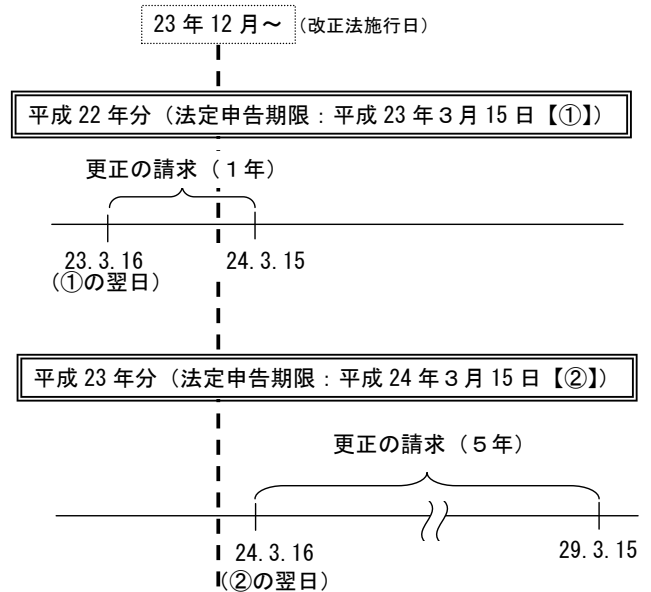 23年12月～（改正法施行日）
平成22年分（法定申告期限：平成23年３月15日【①】）
更正の請求（１年）
23.3.16
（①の翌日）
24.3.15
平成23年分（法定申告期限：平成24年３月15日【②】）
更正の請求（５年）
24.3.16
（②の翌日）
29.3.15